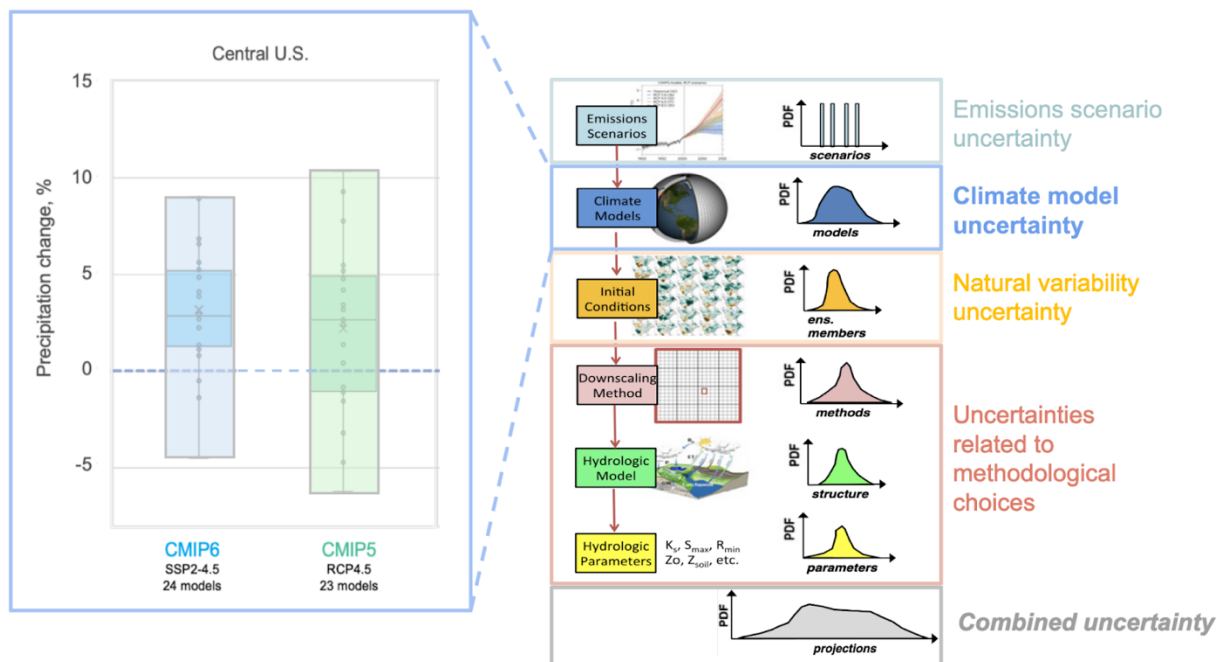 Central U.S.
Precipitation change, %
15
10
5
0
-5
CMIP6
SSP2-4.5
24 models
CMIP5
RCP4.5
23 models
Emissions
Scenarios
PDF
scenarios
Emissions scenario
uncertainty
Climate
Models
PDF
models
Climate model
uncertainty
Initial
Conditions
PDF
ens.
members
Natural variability
uncertainty
Downscaling
Method
PDF
methods
Hydrologic
Model
PDF
structure
Hydrologic
Parameters
Ks, Smax, Rmin
Zo, Zsoil, etc.
PDF
parameters
Uncertainties
related to
methodological
choices
PDF
projections
Combined uncertainty